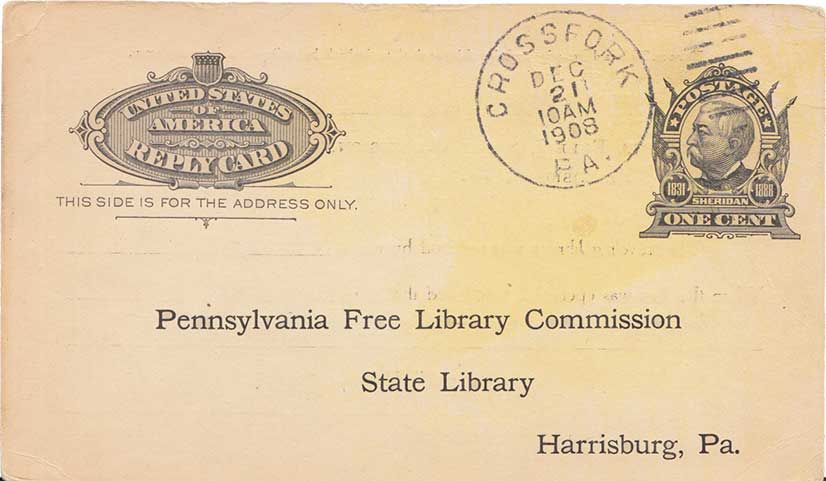 UNITED STATES
OF
AMERICA
REPLY CARD
THIS SIDE IS FOR THE ADDRESS ONLY.
CROSSFORK
DEC
21
10AM
1908
PA.
POSTAGE
1831 1888
SHERIDAN
ONE CENT
Pennsylvania Free Library Commission
State Library
Harrisburg, Pa.